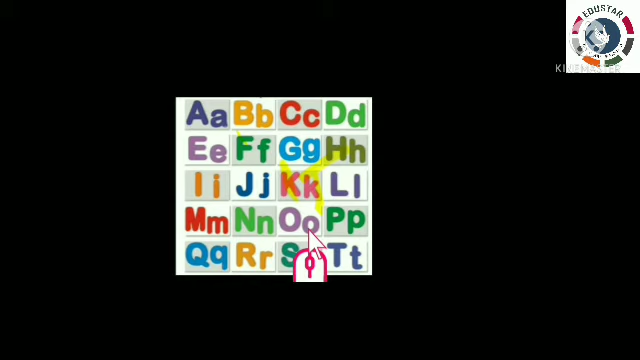 EDUSTAR
KINEMASTER
Aa Bb Cc Dd
Ee Ff Gg Hh
Ii Jj Kk Ll
Mm Nn Oo Pp
Qq Rr S Tt